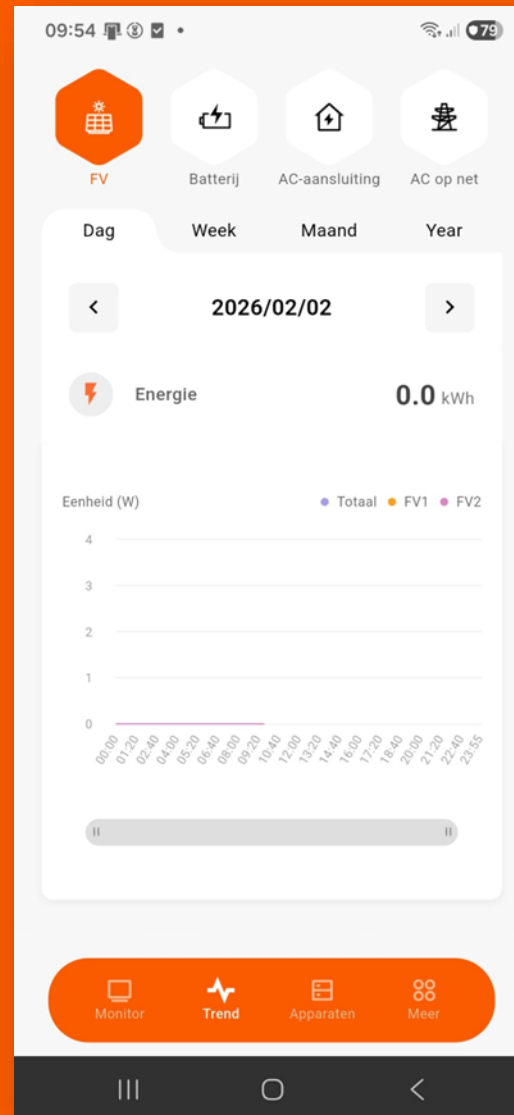 09:54 79
FV Batterij AC-aansluiting AC op net
Dag Week Maand Year
2026/02/02
Energie 0.0 kWh
Eenheid (W) Totaal FV1 FV2
4
3
2
1
0
00:00 01:20 02:40 04:00 05:20 06:40 08:00 09:20 10:40 12:00 13:20 14:40 16:00 17:20 18:40 20:00 21:20 22:40 23:55
Monitor Trend Apparaten Meer